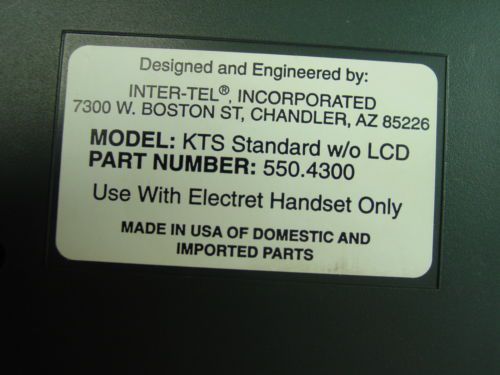 Designed and Engineered by:
INTER-TEL®, INCORPORATED
7300 W. BOSTON ST, CHANDLER, AZ 85226
MODEL: KTS Standard w/o LCD
PART NUMBER: 550.4300
Use With Electret Handset Only
MADE IN USA OF DOMESTIC AND
IMPORTED PARTS